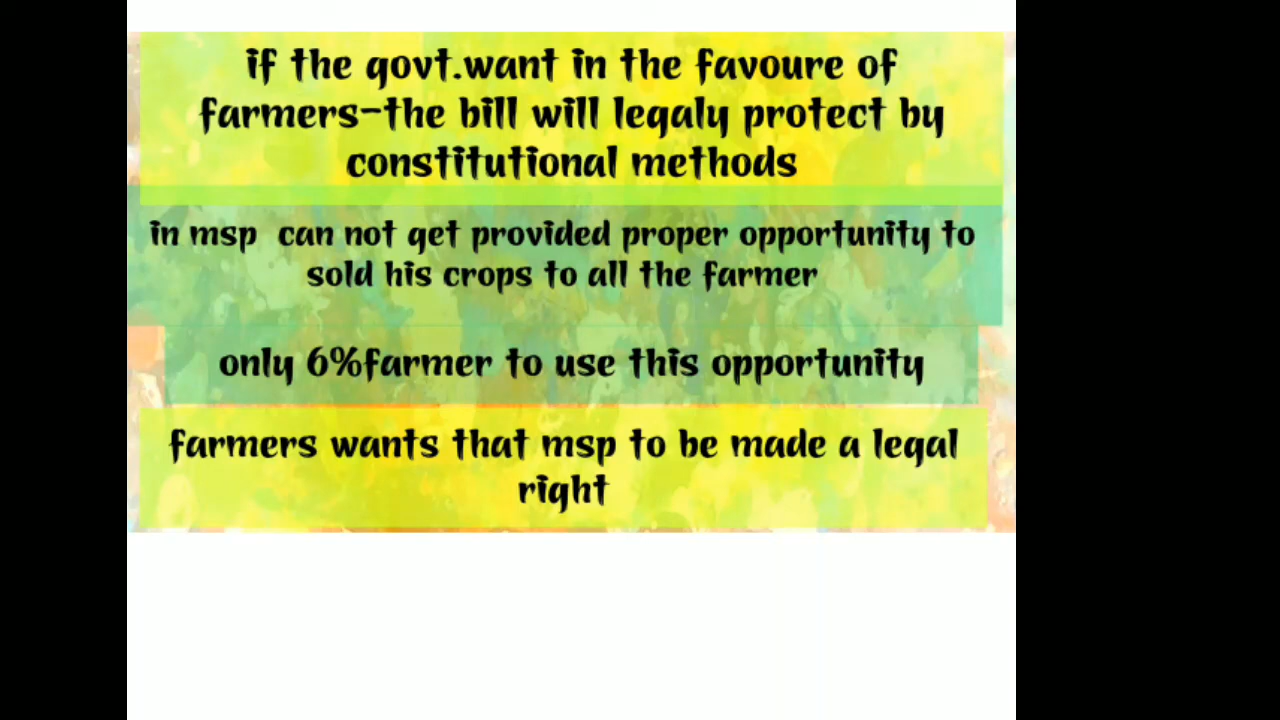 if the govt.want in the favoure of
farmers-the bill will legaly protect by
constitutional methods
in msp can not get provided proper opportunity to
sold his crops to all the farmer
only 6%farmer to use this opportunity
farmers wants that msp to be made a legal
right